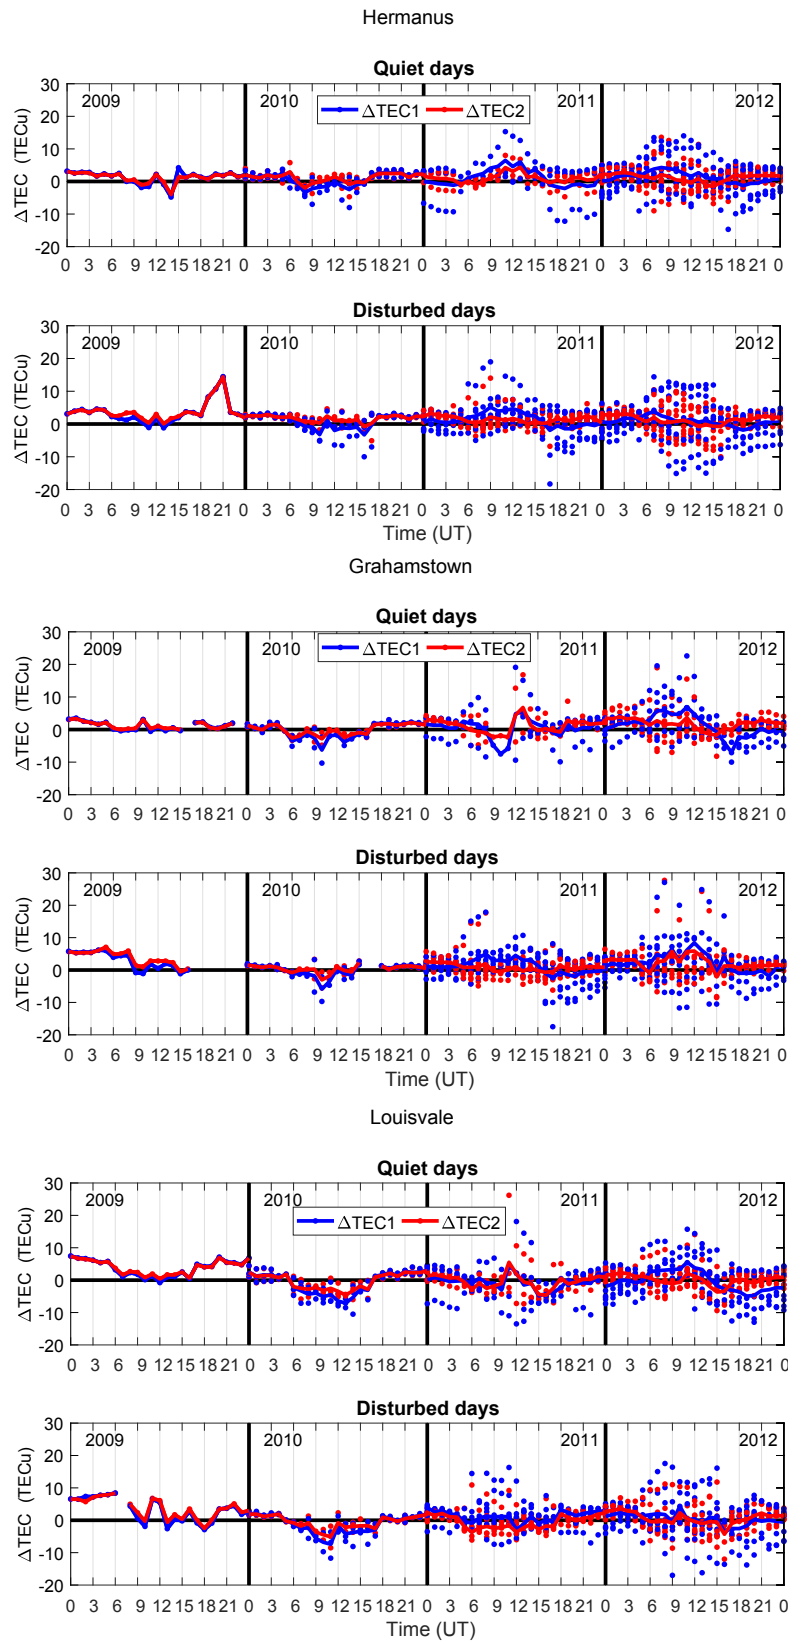 Hermanus
Quiet days
2009 2010 2011 2012
ΔTEC1 ΔTEC2
ΔTEC (TECu)
30
20
10
0
-10
-20
0 3 6 9 12 15 18 21 0 3 6 9 12 15 18 21 0 3 6 9 12 15 18 21 0 3 6 9 12 15 18 21 0
Disturbed days
2009 2010 2011 2012
ΔTEC (TECu)
30
20
10
0
-10
-20
0 3 6 9 12 15 18 21 0 3 6 9 12 15 18 21 0 3 6 9 12 15 18 21 0 3 6 9 12 15 18 21 0
Time (UT)
Grahamstown
Quiet days
2009 2010 2011 2012
ΔTEC1 ΔTEC2
ΔTEC (TECu)
30
20
10
0
-10
-20
0 3 6 9 12 15 18 21 0 3 6 9 12 15 18 21 0 3 6 9 12 15 18 21 0 3 6 9 12 15 18 21 0
Disturbed days
2009 2010 2011 2012
ΔTEC (TECu)
30
20
10
0
-10
-20
0 3 6 9 12 15 18 21 0 3 6 9 12 15 18 21 0 3 6 9 12 15 18 21 0 3 6 9 12 15 18 21 0
Time (UT)
Louisvale
Quiet days
2009 2010 2011 2012
ΔTEC1 ΔTEC2
ΔTEC (TECu)
30
20
10
0
-10
-20
0 3 6 9 12 15 18 21 0 3 6 9 12 15 18 21 0 3 6 9 12 15 18 21 0 3 6 9 12 15 18 21 0
Disturbed days
2009 2010 2011 2012
ΔTEC (TECu)
30
20
10
0
-10
-20
0 3 6 9 12 15 18 21 0 3 6 9 12 15 18 21 0 3 6 9 12 15 18 21 0 3 6 9 12 15 18 21 0
Time (UT)